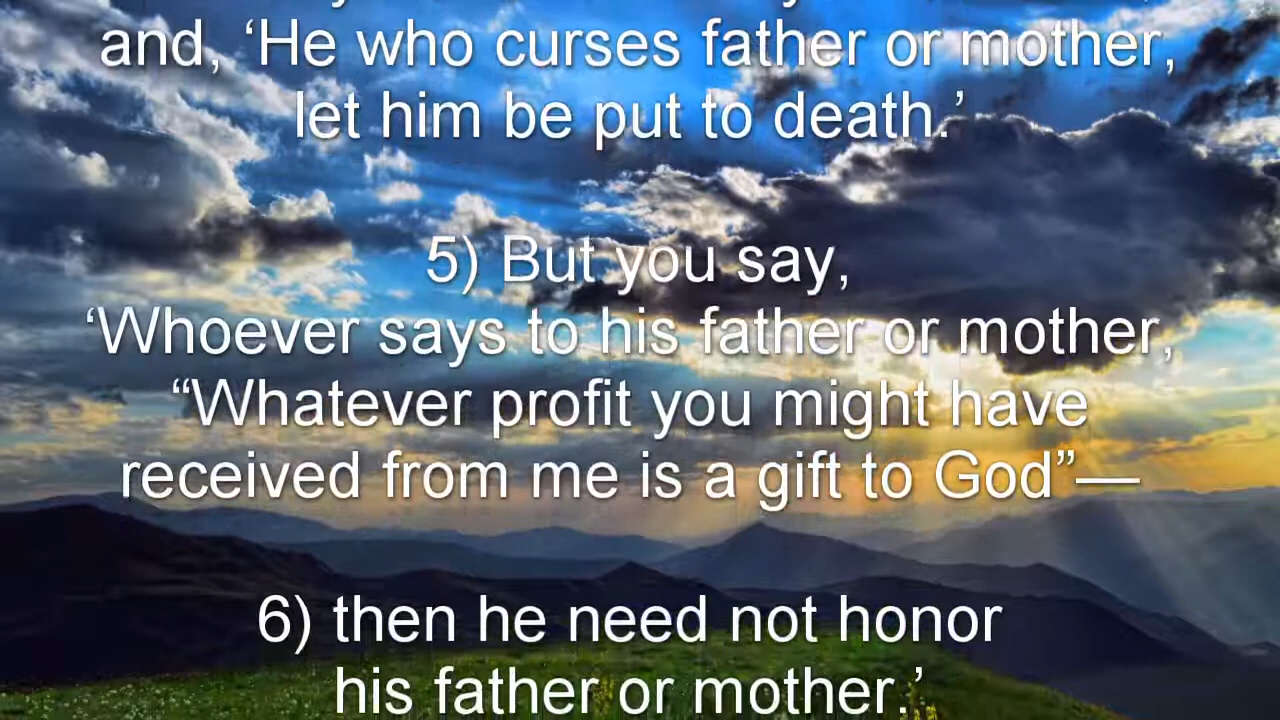 and, ‘He who curses father or mother,
let him be put to death.’
5) But you say,
‘Whoever says to his father or mother,
“Whatever profit you might have
received from me is a gift to God”—
6) then he need not honor
his father or mother.’